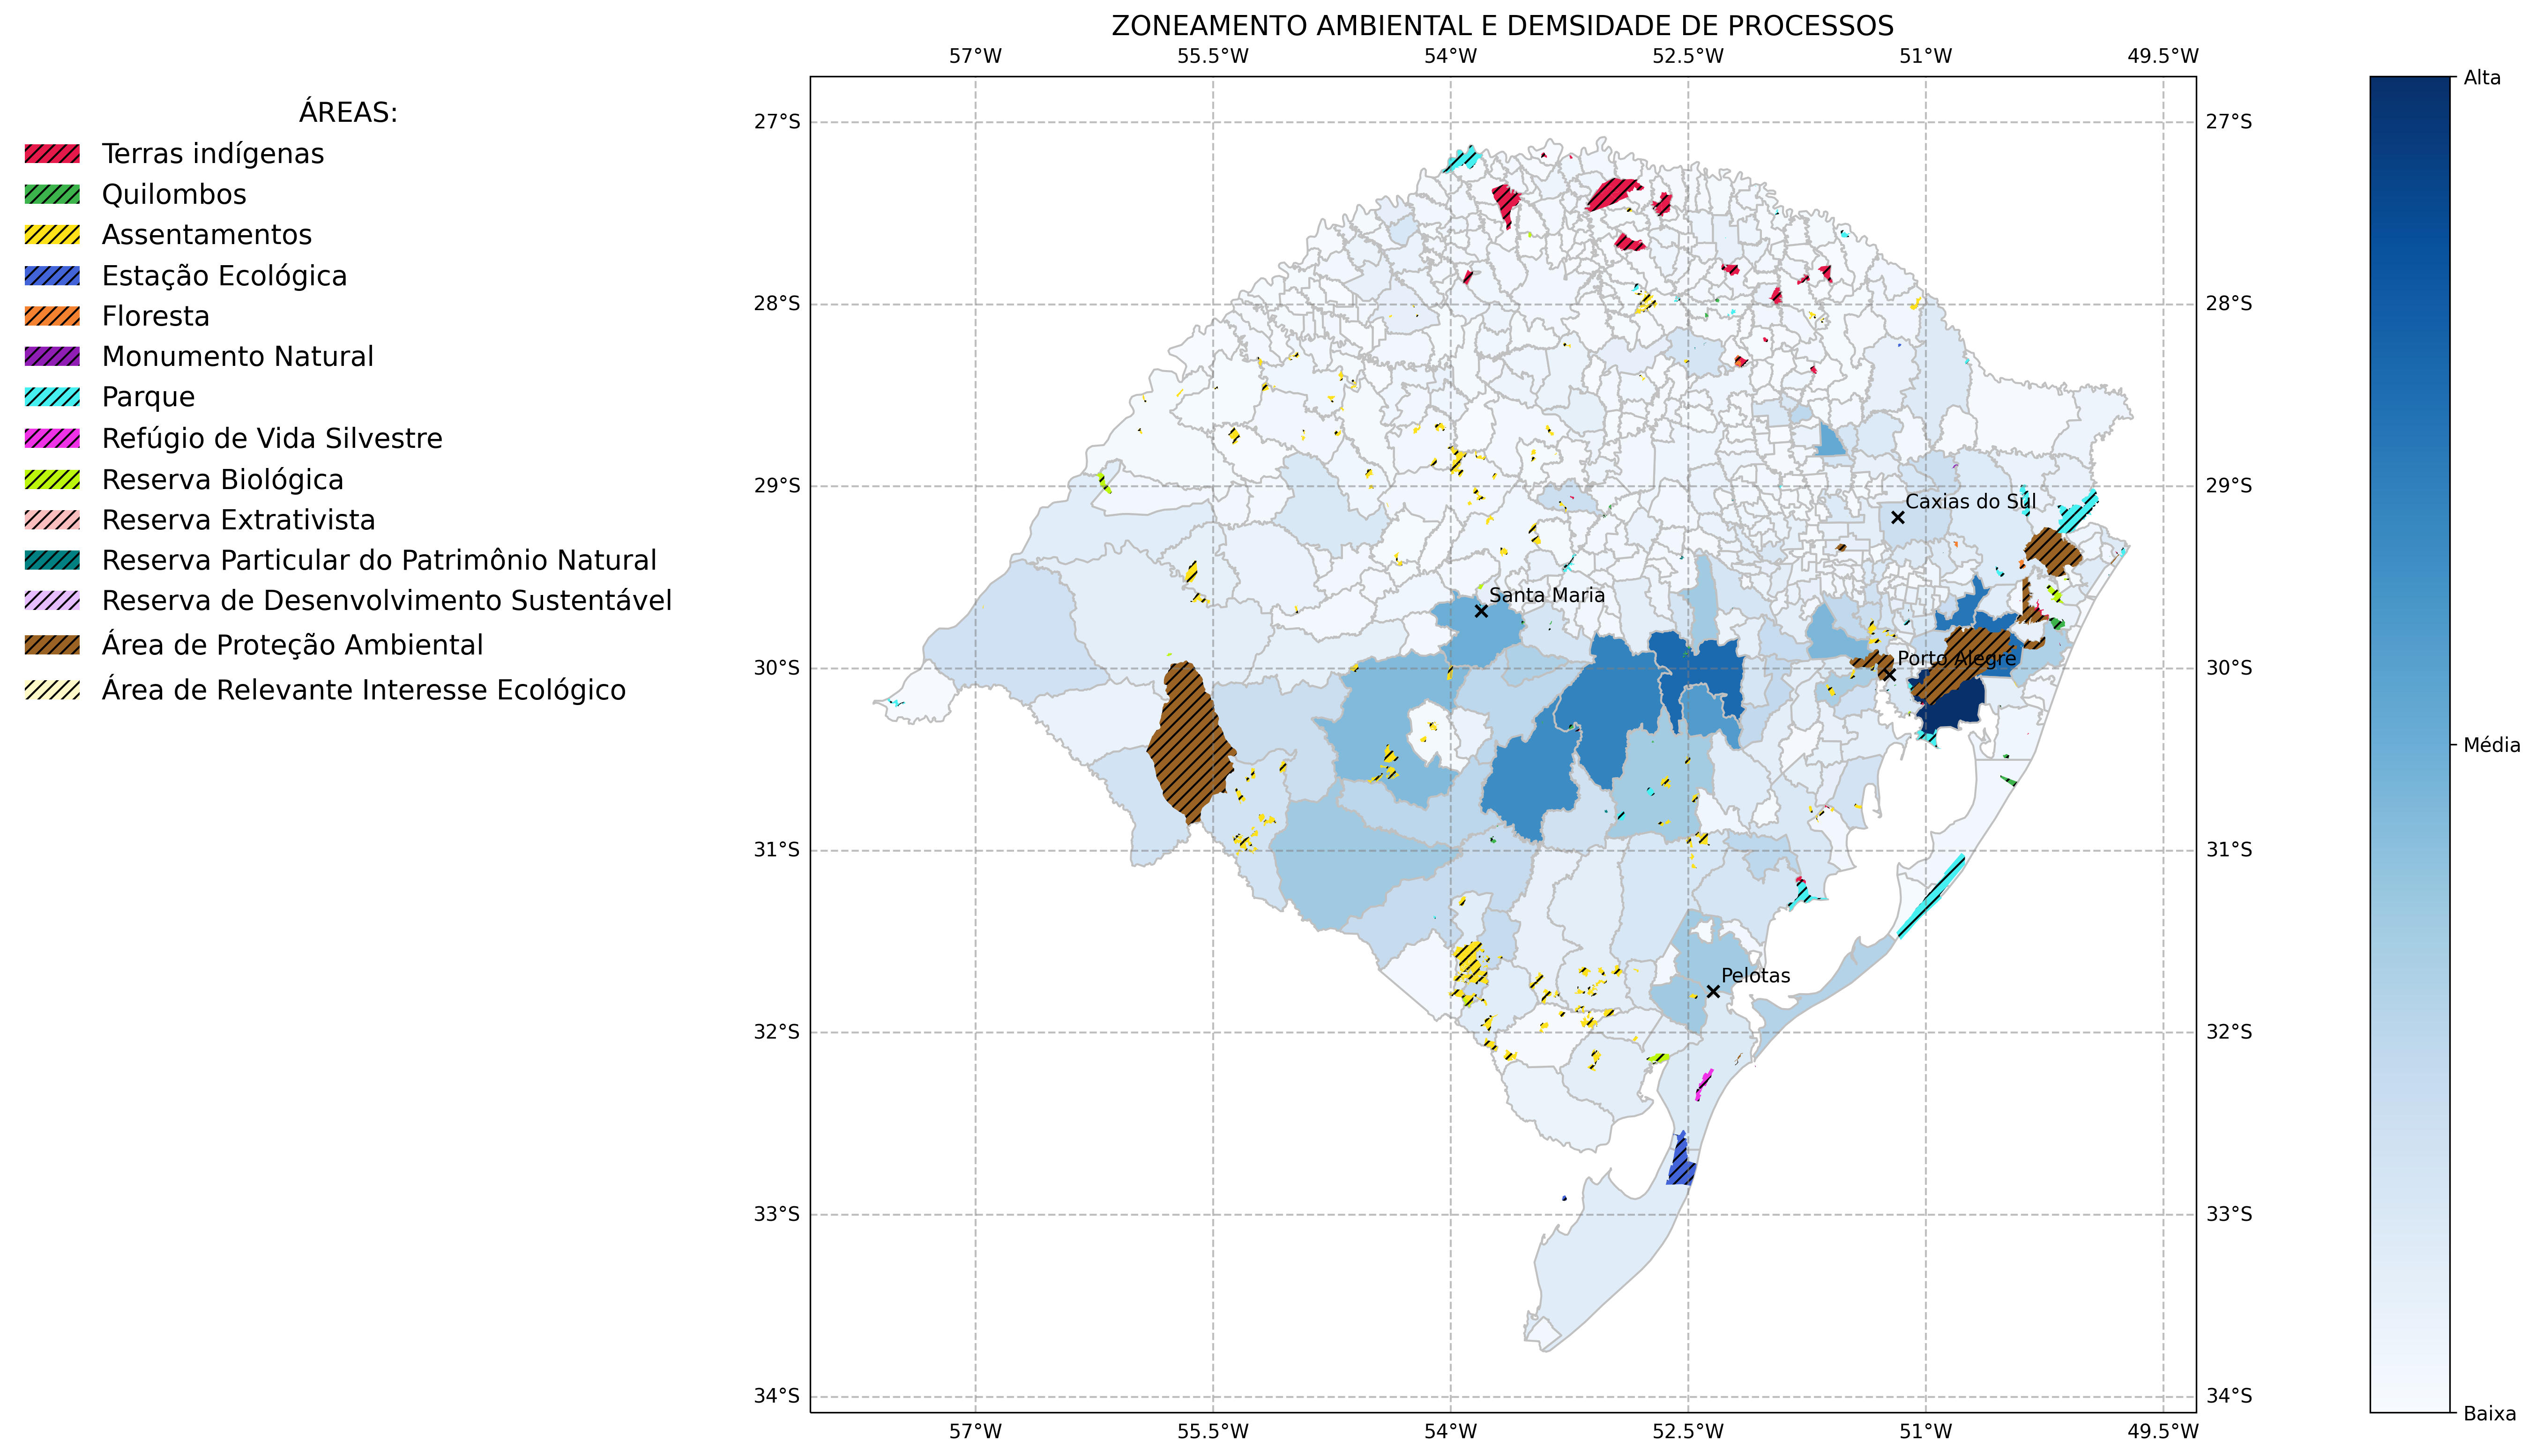 ZONEAMENTO AMBIENTAL E DEMSIDADE DE PROCESSOS
57°W 55.5°W 54°W 52.5°W 51°W 49.5°W
ÁREAS:
Terras indígenas
Quilombos
Assentamentos
Estação Ecológica
Floresta
Monumento Natural
Parque
Refúgio de Vida Silvestre
Reserva Biológica
Reserva Extrativista
Reserva Particular do Patrimônio Natural
Reserva de Desenvolvimento Sustentável
Área de Proteção Ambiental
Área de Relevante Interesse Ecológico
27°S 27°S
28°S 28°S
29°S 29°S
Caxias do Sul
Santa Maria
Porto Alegre
30°S 30°S
31°S 31°S
Pelotas
32°S 32°S
33°S 33°S
34°S 34°S
57°W 55.5°W 54°W 52.5°W 51°W 49.5°W
Alta
Média
Baixa